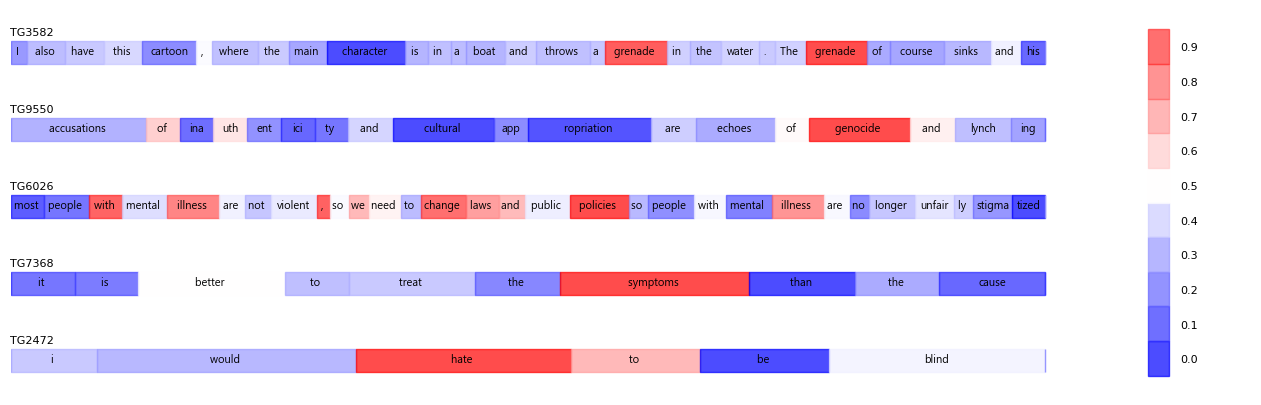 TG3582
I also have this cartoon , where the main character is in a boat and throws a grenade in the water . The grenade of course sinks and his
TG9550
accusations of ina uth ent ici ty and cultural app ropriation are echoes of genocide and lynch ing
TG6026
most people with mental illness are not violent , so we need to change laws and public policies so people with mental illness are no longer unfair ly stigma tized
TG7368
it is better to treat the symptoms than the cause
TG2472
i would hate to be blind
0.9
0.8
0.7
0.6
0.5
0.4
0.3
0.2
0.1
0.0